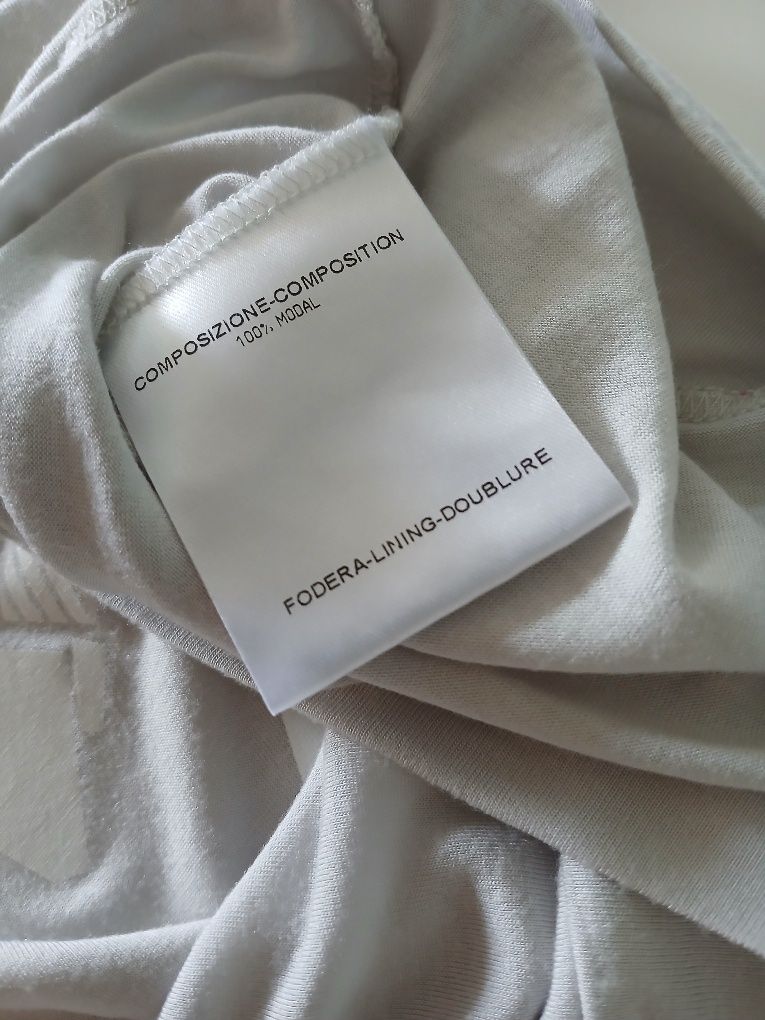 COMPOSIZIONE-COMPOSITION
100% MODAL
FODERA-LINING-DOUBLURE